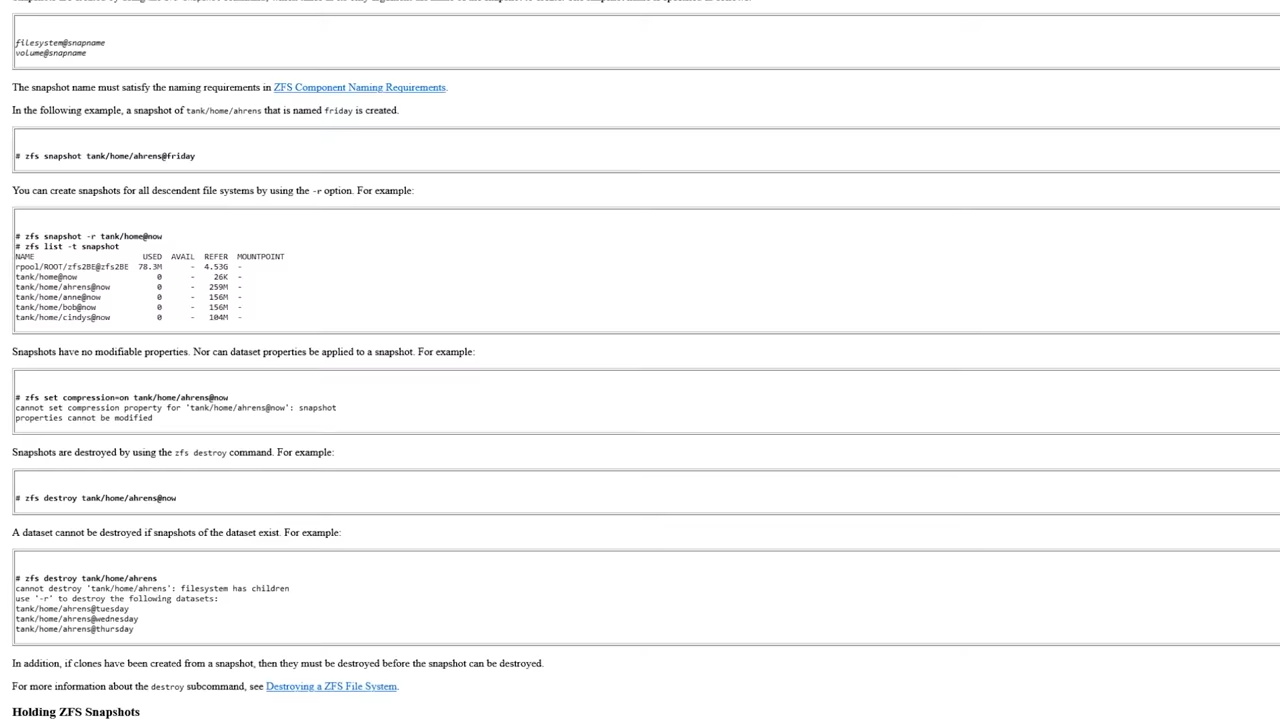 filesystem@snapname
volume@snapname
The snapshot name must satisfy the naming requirements in ZFS Component Naming Requirements.
In the following example, a snapshot of tank/home/ahrens that is named friday is created.
# zfs snapshot tank/home/ahrens@friday
You can create snapshots for all descendent file systems by using the -r option. For example:
# zfs snapshot -r tank/home@now
# zfs list -t snapshot
NAME USED AVAIL REFER MOUNTPOINT
rpool/ROOT/zfs2BE@zfs2BE 78.3M - 4.53G -
tank/home@now 0 - 26K -
tank/home/ahrens@now 0 - 259M -
tank/home/anne@now 0 - 156M -
tank/home/bob@now 0 - 156M -
tank/home/cindys@now 0 - 104M -
Snapshots have no modifiable properties. Nor can dataset properties be applied to a snapshot. For example:
# zfs set compression=on tank/home/ahrens@now
cannot set compression property for 'tank/home/ahrens@now': snapshot
properties cannot be modified
Snapshots are destroyed by using the zfs destroy command. For example:
# zfs destroy tank/home/ahrens@now
A dataset cannot be destroyed if snapshots of the dataset exist. For example:
# zfs destroy tank/home/ahrens
cannot destroy 'tank/home/ahrens': filesystem has children
use '-r' to destroy the following datasets:
tank/home/ahrens@tuesday
tank/home/ahrens@wednesday
tank/home/ahrens@thursday
In addition, if clones have been created from a snapshot, then they must be destroyed before the snapshot can be destroyed.
For more information about the destroy subcommand, see Destroying a ZFS File System.
Holding ZFS Snapshots